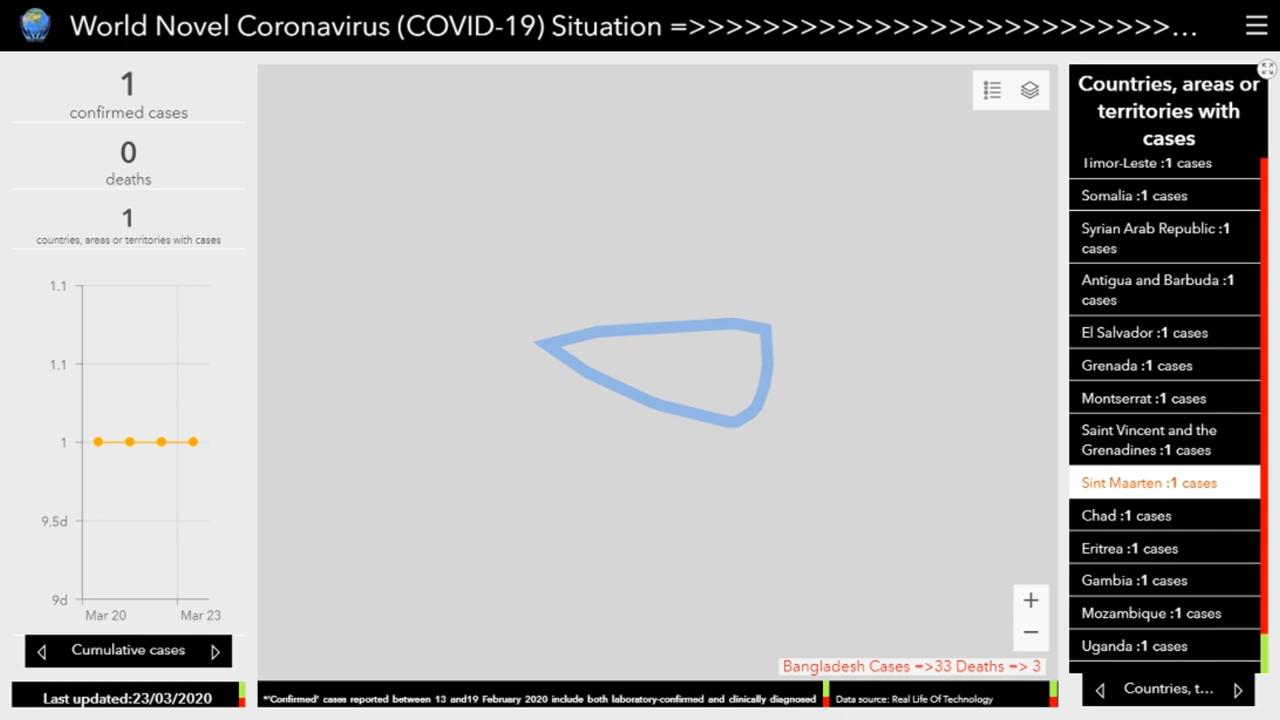 World Novel Coronavirus (COVID-19) Situation =>>>>>>>>>>>>>>>>>>>>>>>>>>>...
1
confirmed cases
0
deaths
1
countries, areas or territories with cases
1.1
1.1
1
9.5d
9d
Mar 20
Mar 23
Cumulative cases
Last updated:23/03/2020
Bangladesh Cases =>33 Deaths => 3
*'Confirmed' cases reported between 13 and19 February 2020 include both laboratory-confirmed and clinically diagnosed
Data source: Real Life Of Technology
Countries, areas or
territories with
cases
Timor-Leste :1 cases
Somalia :1 cases
Syrian Arab Republic :1
cases
Antigua and Barbuda :1
cases
El Salvador :1 cases
Grenada :1 cases
Montserrat :1 cases
Saint Vincent and the
Grenadines :1 cases
Sint Maarten :1 cases
Chad :1 cases
Eritrea :1 cases
Gambia :1 cases
Mozambique :1 cases
Uganda :1 cases
Countries, t...